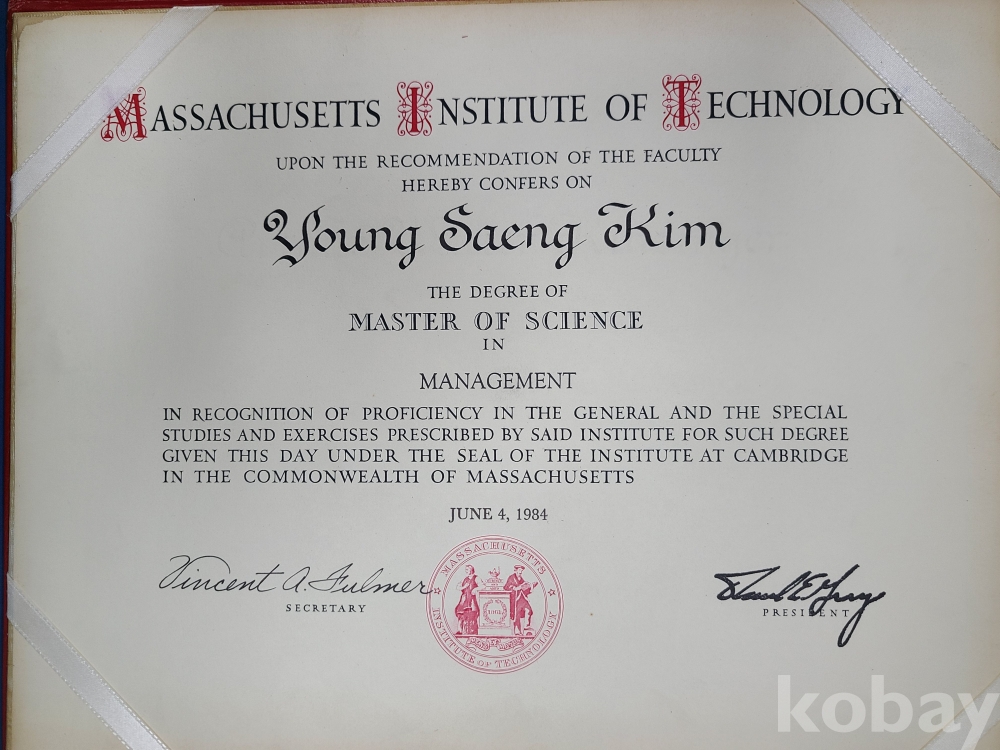 MASSACHUSETTS INSTITUTE OF TECHNOLOGY
UPON THE RECOMMENDATION OF THE FACULTY
HEREBY CONFERS ON
Young Saeng Kim
THE DEGREE OF
MASTER OF SCIENCE
IN
MANAGEMENT
IN RECOGNITION OF PROFICIENCY IN THE GENERAL AND THE SPECIAL
STUDIES AND EXERCISES PRESCRIBED BY SAID INSTITUTE FOR SUCH DEGREE
GIVEN THIS DAY UNDER THE SEAL OF THE INSTITUTE AT CAMBRIDGE
IN THE COMMONWEALTH OF MASSACHUSETTS
JUNE 4, 1984
Vincent A. Fulmer
SECRETARY
MASSACHUSETTS
INSTITUTE OF TECHNOLOGY
PRESIDENT
kobay